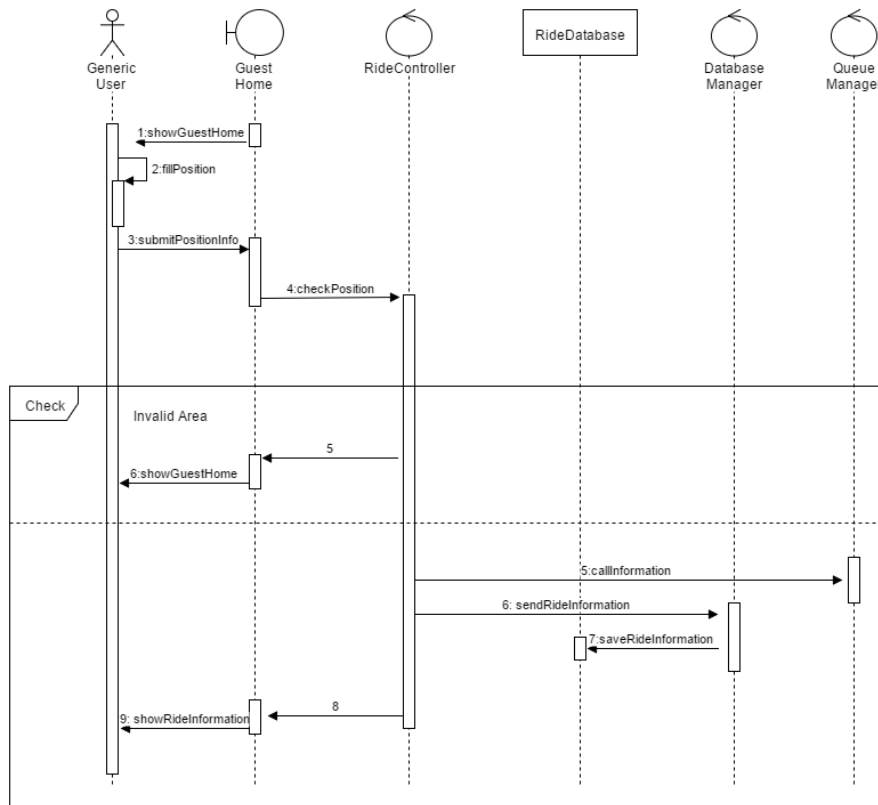 Generic
User
Guest
Home
RideController
RideDatabase
Database
Manager
Queue
Manager
1:showGuestHome
2:fillPosition
3:submitPositionInfo
4:checkPosition
Check
Invalid Area
5
6:showGuestHome
5:callInformation
6: sendRideInformation
7:saveRideInformation
8
9: showRideInformation